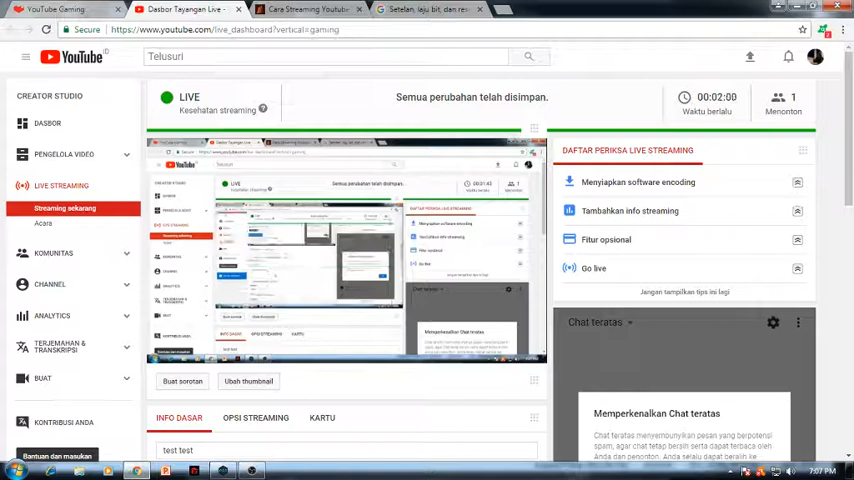 YouTube Gaming
Dasbor Tayangan Live -
Cara Streaming Youtube
Setelan, laju bit, dan res
Secure
https://www.youtube.com/live_dashboard?vertical=gaming
YouTube ID
Telusuri
CREATOR STUDIO
DASBOR
PENGELOLA VIDEO
LIVE STREAMING
Streaming sekarang
Acara
KOMUNITAS
CHANNEL
ANALYTICS
TERJEMAHAN &
TRANSKRIPSI
BUAT
KONTRIBUSI ANDA
Bantuan dan masukan
LIVE
Kesehatan streaming
Semua perubahan telah disimpan.
00:02:00
Waktu berlalu
1
Menonton
Buat sorotan
Ubah thumbnail
INFO DASAR
OPSI STREAMING
KARTU
test test
DAFTAR PERIKSA LIVE STREAMING
Menyiapkan software encoding
Tambahkan info streaming
Fitur opsional
Go live
Jangan tampilkan tips ini lagi
Chat teratas
Memperkenalkan Chat teratas
Chat teratas menyembunyikan pesan yang berpotensi
spam, agar chat tetap bersih serta dapat terbaca oleh
Anda dan penonton. Anda selalu dapat beralih ke
7:07 PM